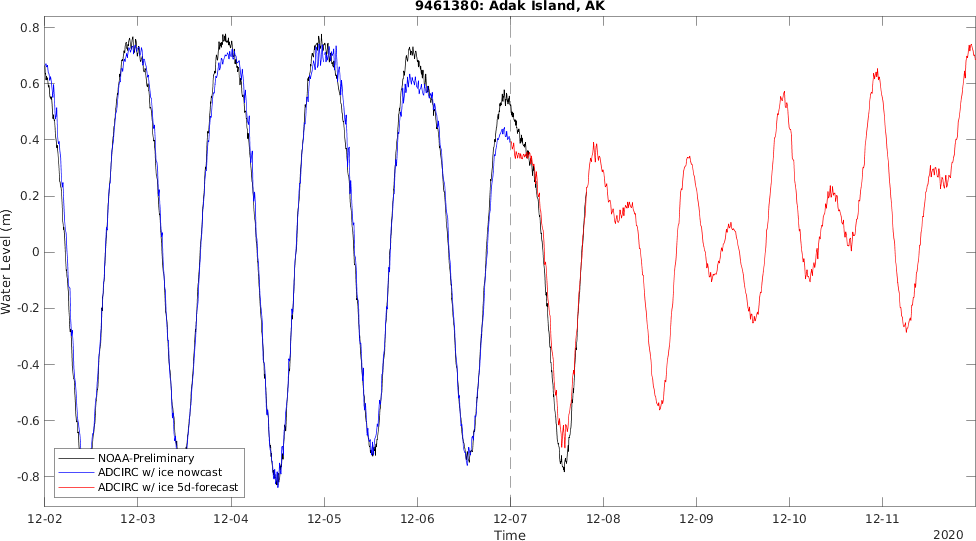 9461380: Adak Island, AK
0.8
0.6
0.4
0.2
0
-0.2
-0.4
-0.6
-0.8
Water Level (m)
NOAA-Preliminary
ADCIRC w/ ice nowcast
ADCIRC w/ ice 5d-forecast
12-02 12-03 12-04 12-05 12-06 12-07 12-08 12-09 12-10 12-11
Time
2020